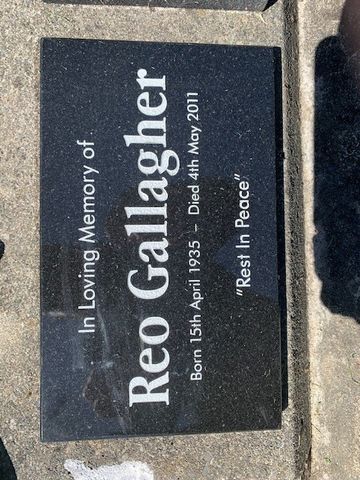 In Loving Memory of
Reo Gallagher
Born 15th April 1935 – Died 4th May 2011
"Rest In Peace"